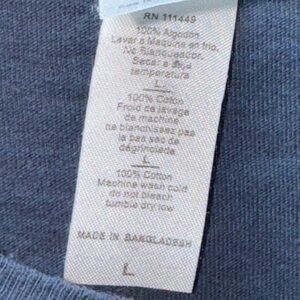 RN 111449
100% Algodon
Lavar a Maquina en frio.
No Blanqueador.
Secar a baja
temperatura
L
100% Cotton
Froid de lavage
de machine
ne blanchissez pas
la bas sec de
dégringolade
L
100% Cotton
Machine wash cold
do not bleach
tumble dry low
MADE IN BANGLADESH
L